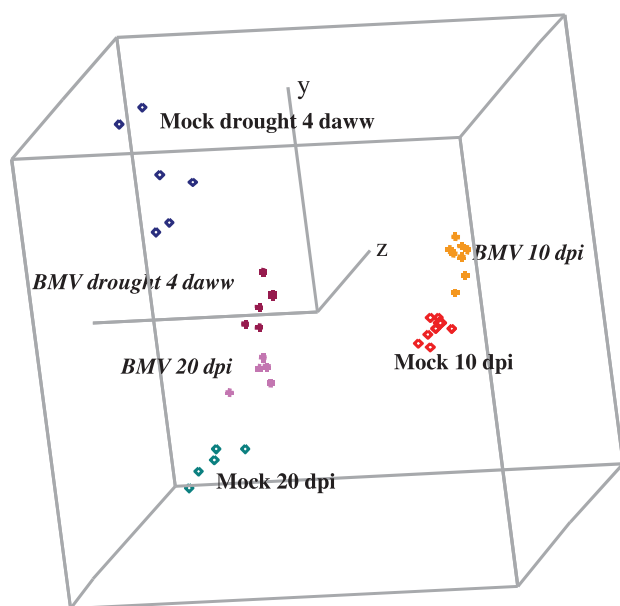 y
Mock drought 4 daww
z
BMV 10 dpi
BMV drought 4 daww
BMV 20 dpi
Mock 10 dpi
Mock 20 dpi